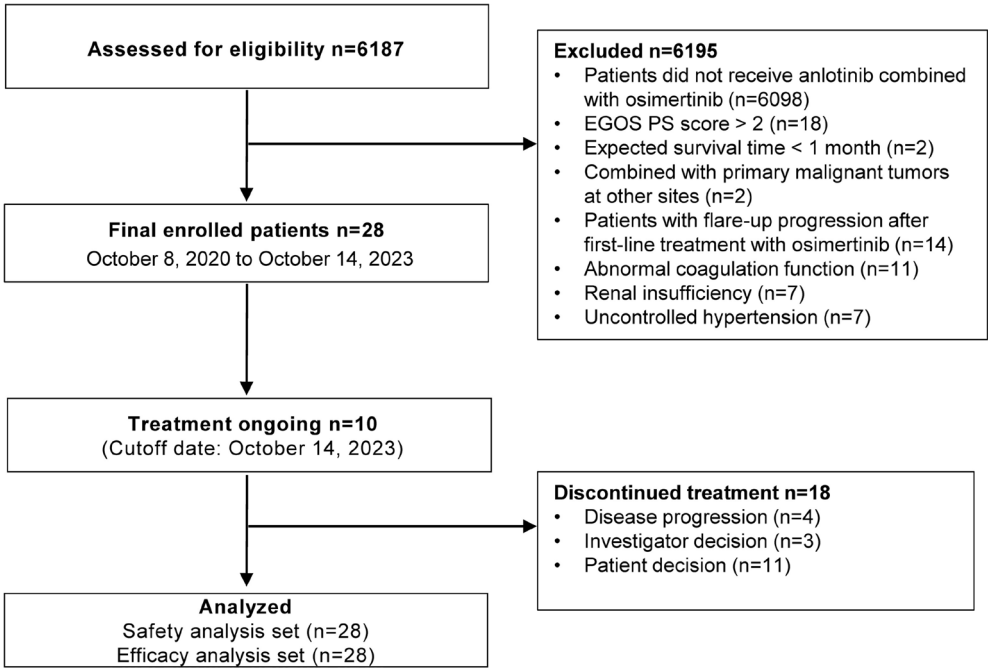 Assessed for eligibility n=6187
Excluded n=6195
• Patients did not receive anlotinib combined
with osimertinib (n=6098)
• EGOS PS score > 2 (n=18)
• Expected survival time < 1 month (n=2)
• Combined with primary malignant tumors
at other sites (n=2)
• Patients with flare-up progression after
first-line treatment with osimertinib (n=14)
• Abnormal coagulation function (n=11)
• Renal insufficiency (n=7)
• Uncontrolled hypertension (n=7)
Final enrolled patients n=28
October 8, 2020 to October 14, 2023
Treatment ongoing n=10
(Cutoff date: October 14, 2023)
Discontinued treatment n=18
• Disease progression (n=4)
• Investigator decision (n=3)
• Patient decision (n=11)
Analyzed
Safety analysis set (n=28)
Efficacy analysis set (n=28)